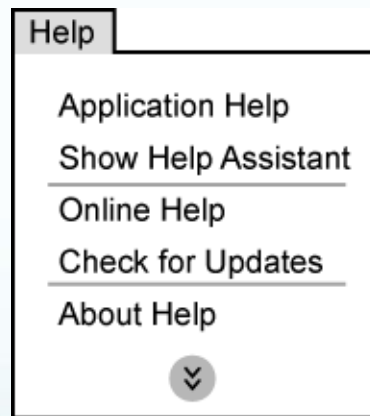 Help
Application Help
Show Help Assistant
Online Help
Check for Updates
About Help